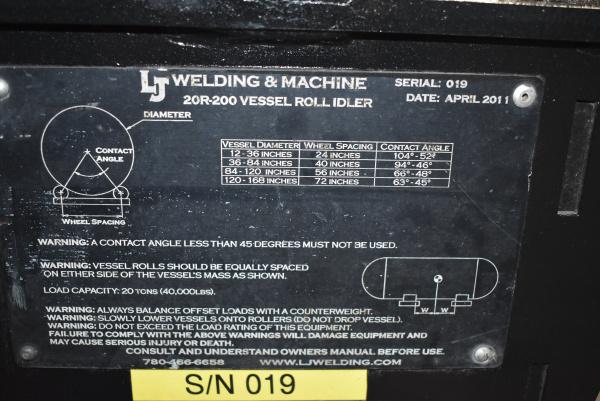 LJ WELDING & MACHINE
SERIAL: 019
20R-200 VESSEL ROLL IDLER
DATE: APRIL 2011
DIAMETER
CONTACT
ANGLE
WHEEL SPACING
VESSEL DIAMETER WHEEL SPACING CONTACT ANGLE
12-36 INCHES 24 INCHES 104°-52°
36-84 INCHES 40 INCHES 94°-46°
84-120 INCHES 56 INCHES 66°-48°
120-168 INCHES 72 INCHES 63°-45°
WARNING: A CONTACT ANGLE LESS THAN 45 DEGREES MUST NOT BE USED.
WARNING: VESSEL ROLLS SHOULD BE EQUALLY SPACED
ON EITHER SIDE OF THE VESSEL'S MASS AS SHOWN.
LOAD CAPACITY: 20 TONS (40,000LBS).
W W
WARNING: ALWAYS BALANCE OFFSET LOADS WITH A COUNTERWEIGHT.
WARNING: SLOWLY LOWER VESSELS ONTO ROLLERS (DO NOT DROP VESSEL).
WARNING: DO NOT EXCEED THE LOAD RATING OF THIS EQUIPMENT.
FAILURE TO COMPLY WITH THE ABOVE WARNINGS WILL DAMAGE EQUIPMENT AND
MAY CAUSE SERIOUS INJURY OR DEATH.
CONSULT AND UNDERSTAND OWNERS MANUAL BEFORE USE.
780-466-6658 WWW.LJWELDING.COM
S/N 019